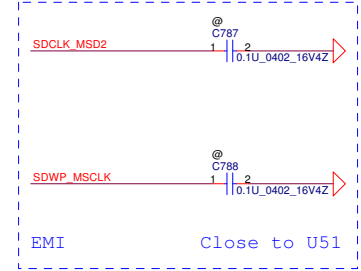 @
C787
SDCLK_MSD2
1 2
0.1U_0402_16V4Z
@
C788
SDWP_MSCLK
1 2
0.1U_0402_16V4Z
EMI Close to U51